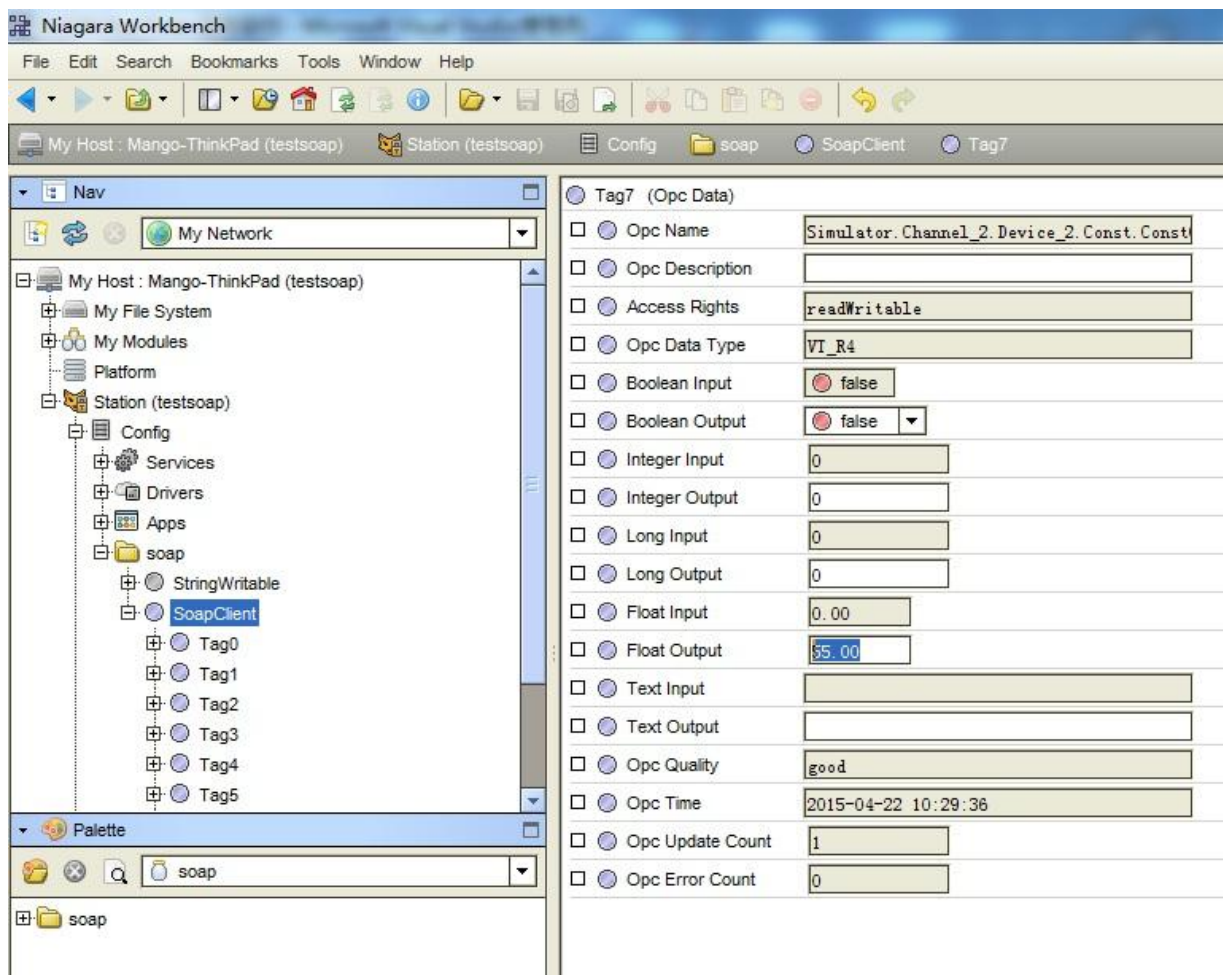 Niagara Workbench
File Edit Search Bookmarks Tools Window Help
My Host : Mango-ThinkPad (testsoap) Station (testsoap) Config soap SoapClient Tag7
Nav
My Network
My Host : Mango-ThinkPad (testsoap)
My File System
My Modules
Platform
Station (testsoap)
Config
Services
Drivers
Apps
soap
StringWritable
SoapClient
Tag0
Tag1
Tag2
Tag3
Tag4
Tag5
Palette
soap
soap
Tag7 (Opc Data)
Opc Name Simulator.Channel_2.Device_2.Const.Const
Opc Description
Access Rights readWritable
Opc Data Type VT_R4
Boolean Input false
Boolean Output false
Integer Input 0
Integer Output 0
Long Input 0
Long Output 0
Float Input 0.00
Float Output 55.00
Text Input
Text Output
Opc Quality good
Opc Time 2015-04-22 10:29:36
Opc Update Count 1
Opc Error Count 0